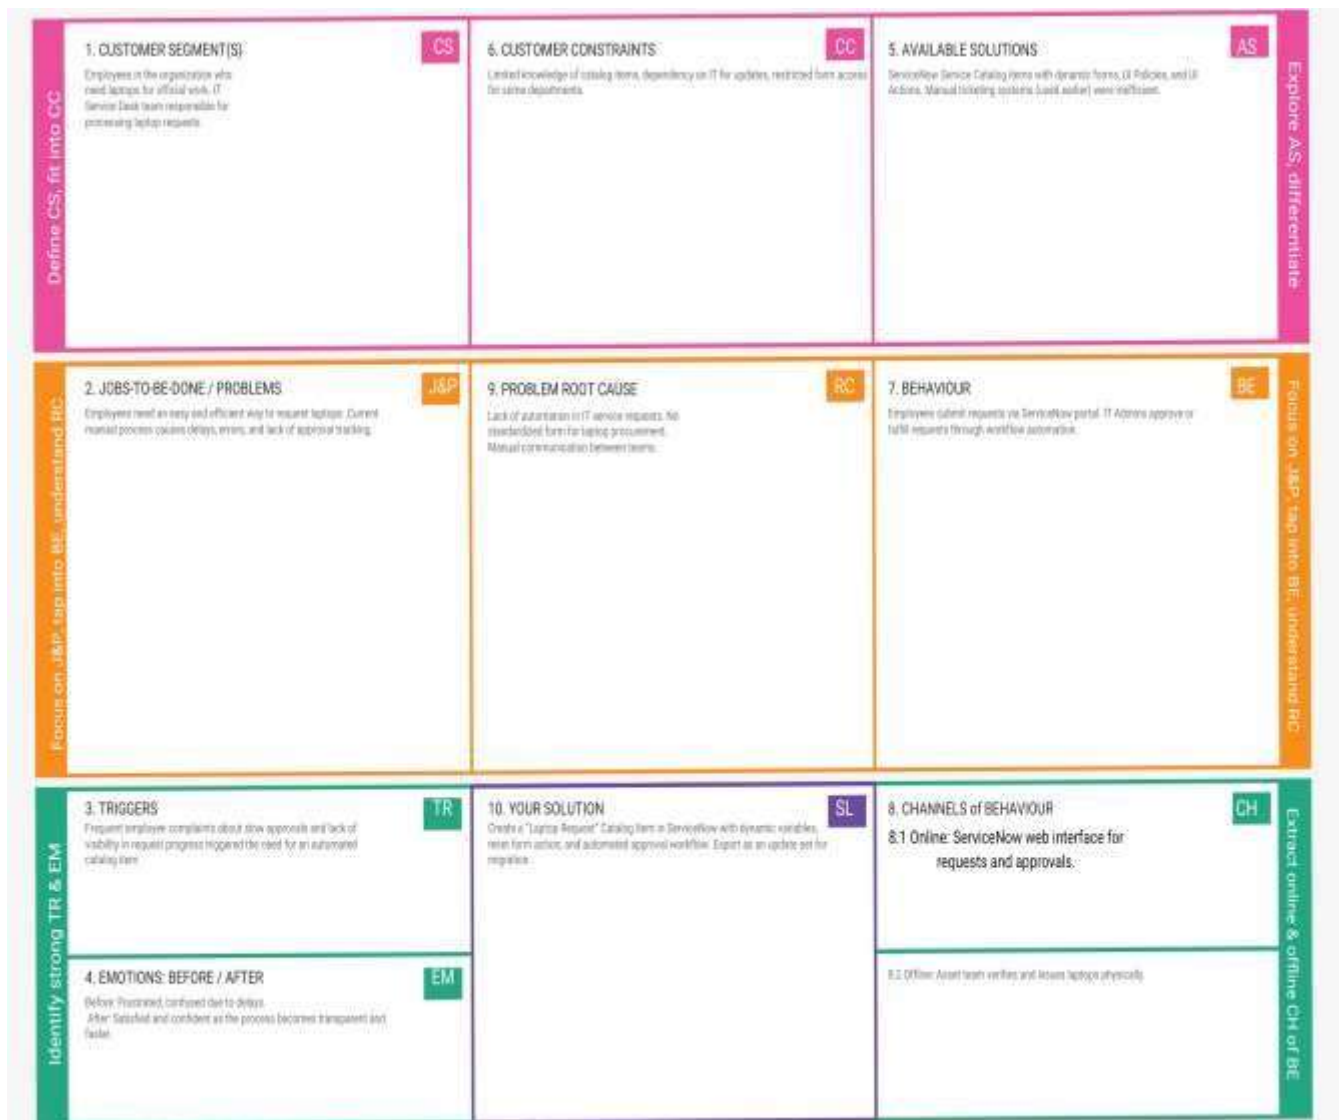 Define CS, fit into CC
1. CUSTOMER SEGMENT(S)
CS
Employees in the organization who
need laptops for official work. IT
Service Desk team responsible for
processing laptop requests.
6. CUSTOMER CONSTRAINTS
CC
Limited knowledge of catalog items, dependency on IT for updates, restricted form access
for some departments.
5. AVAILABLE SOLUTIONS
AS
ServiceNow Service Catalog items with dynamic forms, UI Policies, and UI
Actions. Manual ticketing systems (used earlier) were inefficient.
Explore AS, differentiate
Focus on J&P, tap into BE, understand RC
2. JOBS-TO-BE-DONE / PROBLEMS
J&P
Employees need an easy and efficient way to request laptops. Current
manual process causes delays, errors, and lack of approval tracking.
9. PROBLEM ROOT CAUSE
RC
Lack of automation in IT service requests. No
standardized form for laptop procurement.
Manual communication between teams.
7. BEHAVIOUR
BE
Employees submit requests via ServiceNow portal. IT Admins approve or
fulfill requests through workflow automation.
Focus on J&P, tap into BE, understand RC
Identify strong TR & EM
3. TRIGGERS
TR
Frequent employee complaints about slow approvals and lack of
visibility in request progress triggered the need for an automated
catalog item
4. EMOTIONS: BEFORE / AFTER
EM
Before: Frustrated, confused due to delays.
After: Satisfied and confident as the process becomes transparent and
faster.
10. YOUR SOLUTION
SL
Create a "Laptop Request" Catalog Item in ServiceNow with dynamic variables,
reset form action, and automated approval workflow. Export as an update set for
migration.
8. CHANNELS of BEHAVIOUR
CH
8.1 Online: ServiceNow web interface for
requests and approvals.
8.2 Offline: Asset team verifies and issues laptops physically.
Extract online & offline CH of BE